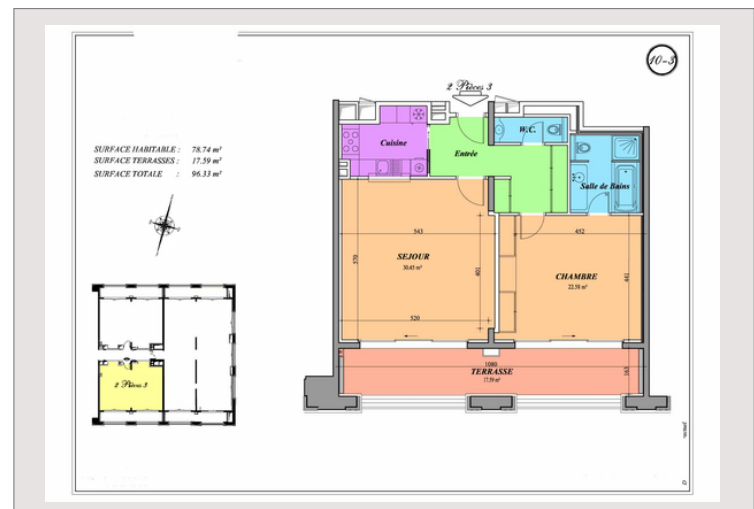 10-3
2 Pièces 3
SURFACE HABITABLE : 78.74 m²
SURFACE TERRASSES : 17.59 m²
SURFACE TOTALE : 96.33 m²
Cuisine
Entrée
W.C.
Salle de Bains
543
452
570
SEJOUR
30.65 m²
401
CHAMBRE
22.50 m²
441
520
1080
TERRASSE
17.59 m²
163
2 Pièces 3